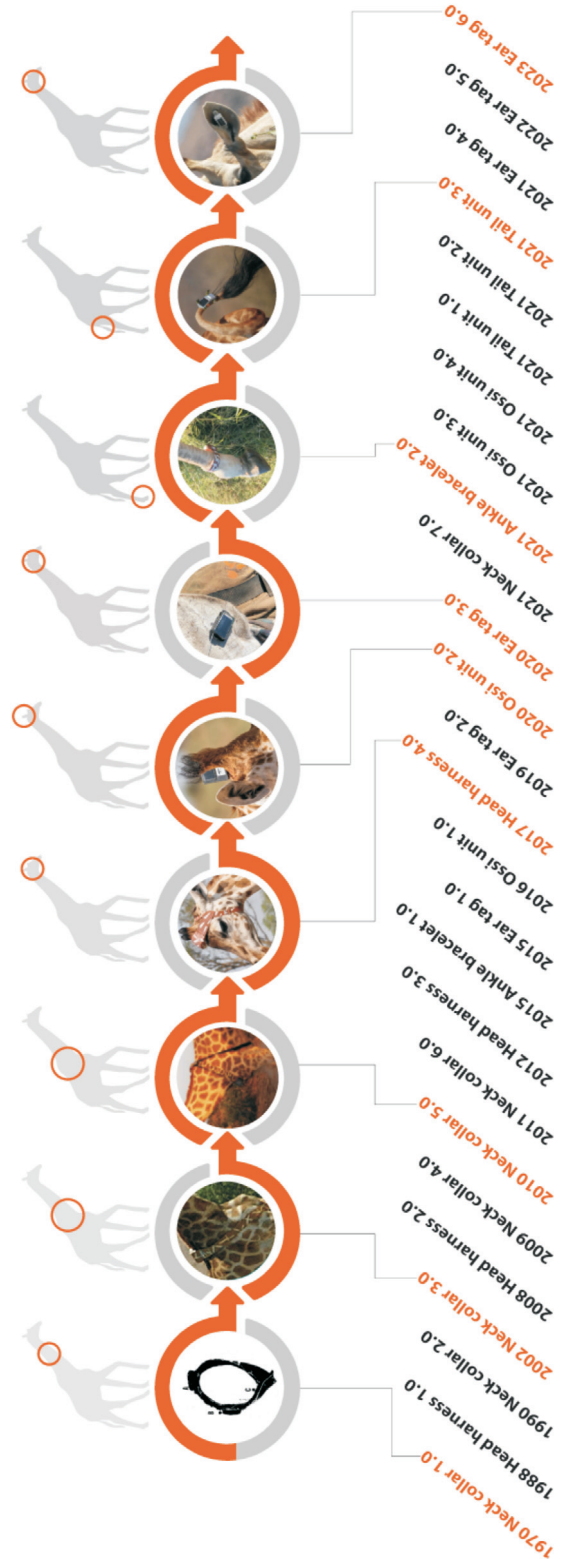 1970 Neck collar 1.0
1988 Head harness 1.0
1990 Neck collar 2.0
2002 Neck collar 3.0
2008 Head harness 2.0
2009 Neck collar 4.0
2010 Neck collar 5.0
2011 Neck collar 6.0
2012 Head harness 3.0
2015 Ankle bracelet 1.0
2015 Ear tag 1.0
2016 Ossi unit 1.0
2017 Head harness 4.0
2019 Ear tag 2.0
2020 Ossi unit 2.0
2020 Ear tag 3.0
2021 Neck collar 7.0
2021 Ankle bracelet 2.0
2021 Ossi unit 3.0
2021 Ossi unit 4.0
2021 Tail unit 1.0
2021 Tail unit 2.0
2021 Tail unit 3.0
2021 Ear tag 4.0
2022 Ear tag 5.0
2023 Ear tag 6.0